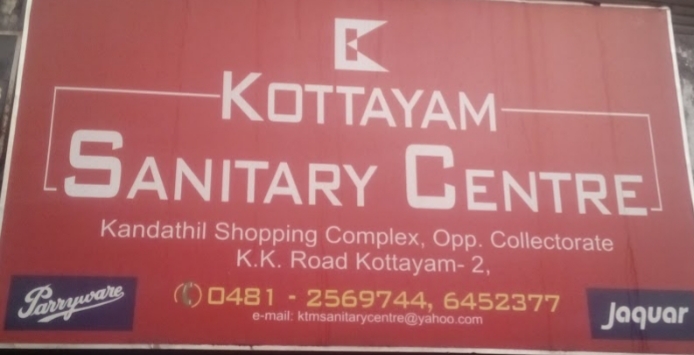 KOTTAYAM
SANITARY CENTRE
Kandathil Shopping Complex, Opp. Collectorate
K.K. Road Kottayam- 2,
Parryware
0481 - 2569744, 6452377
e-mail: ktmsanitarycentre@yahoo.com
Jaquar